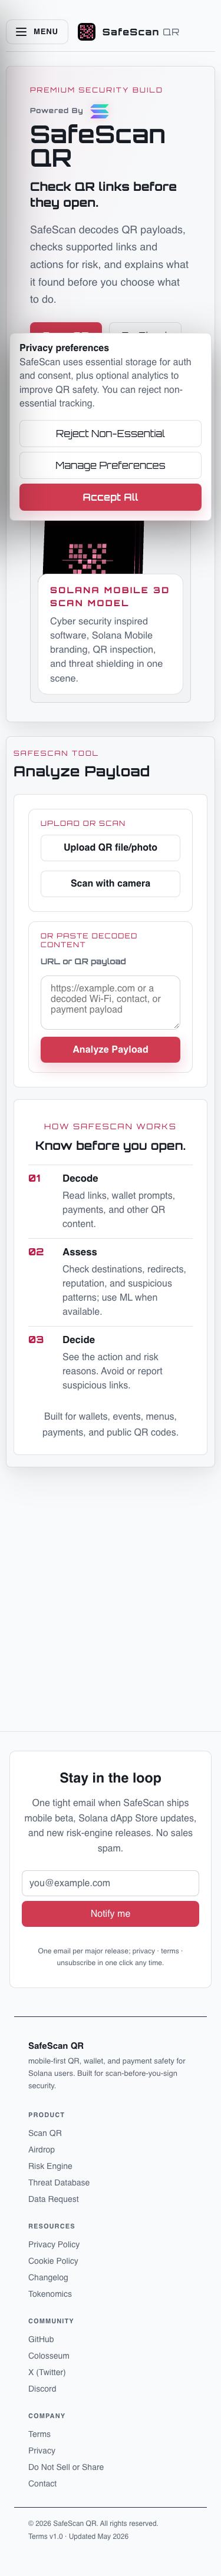 MENU
SafeScan QR
PREMIUM SECURITY BUILD
Powered By
SafeScan
QR
Check QR links before
they open.
SafeScan decodes QR payloads,
checks supported links and
actions for risk, and explains what
it found before you choose what
to do.
Privacy preferences
SafeScan uses essential storage for auth
and consent, plus optional analytics to
improve QR safety. You can reject non-
essential tracking.
Reject Non-Essential
Manage Preferences
Accept All
SOLANA MOBILE 3D
SCAN MODEL
Cyber security inspired
software, Solana Mobile
branding, QR inspection,
and threat shielding in one
scene.
SAFESCAN TOOL
Analyze Payload
UPLOAD OR SCAN
Upload QR file/photo
Scan with camera
OR PASTE DECODED
CONTENT
URL or QR payload
https://example.com or a
decoded Wi-Fi, contact, or
payment payload
Analyze Payload
HOW SAFESCAN WORKS
Know before you open.
01 Decode
Read links, wallet prompts,
payments, and other QR
content.
02 Assess
Check destinations, redirects,
reputation, and suspicious
patterns; use ML when
available.
03 Decide
See the action and risk
reasons. Avoid or report
suspicious links.
Built for wallets, events, menus,
payments, and public QR codes.
Stay in the loop
One tight email when SafeScan ships
mobile beta, Solana dApp Store updates,
and new risk-engine releases. No sales
spam.
you@example.com
Notify me
One email per major release; privacy · terms ·
unsubscribe in one click any time.
SafeScan QR
mobile-first QR, wallet, and payment safety for
Solana users. Built for scan-before-you-sign
security.
PRODUCT
Scan QR
Airdrop
Risk Engine
Threat Database
Data Request
RESOURCES
Privacy Policy
Cookie Policy
Changelog
Tokenomics
COMMUNITY
GitHub
Colosseum
X (Twitter)
Discord
COMPANY
Terms
Privacy
Do Not Sell or Share
Contact
© 2026 SafeScan QR. All rights reserved.
Terms v1.0 · Updated May 2026